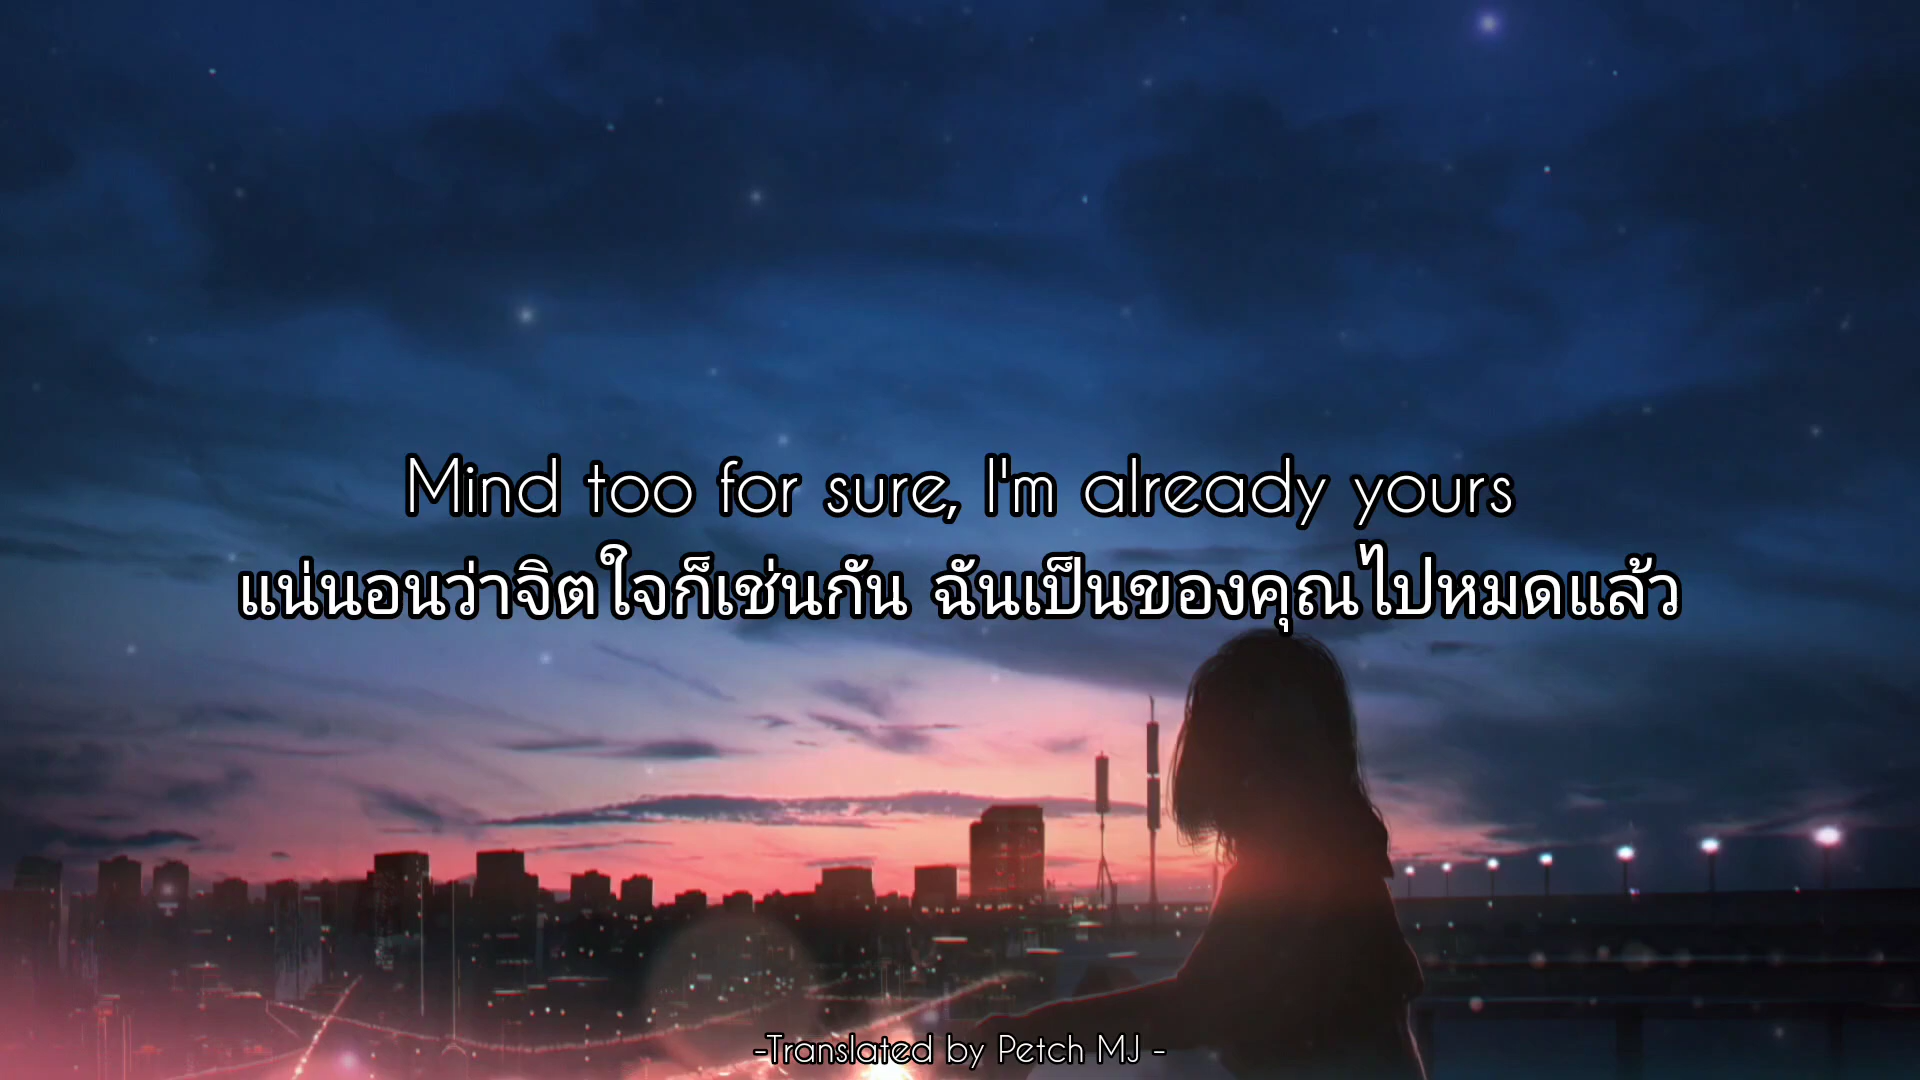 Mind too for sure, I'm already yours
แน่นอนว่าจิตใจก็เช่นกัน ฉันเป็นของคุณไปหมดแล้ว
-Translated by Petch MJ -